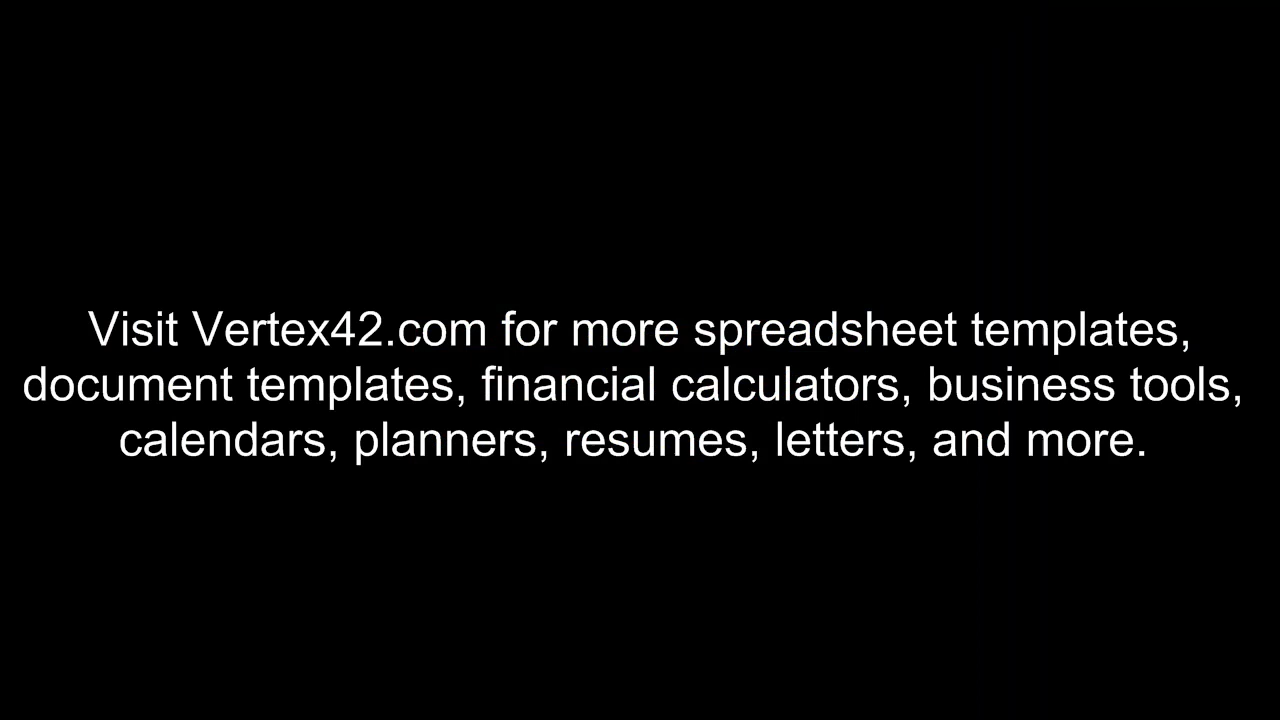 Visit Vertex42.com for more spreadsheet templates,
document templates, financial calculators, business tools,
calendars, planners, resumes, letters, and more.